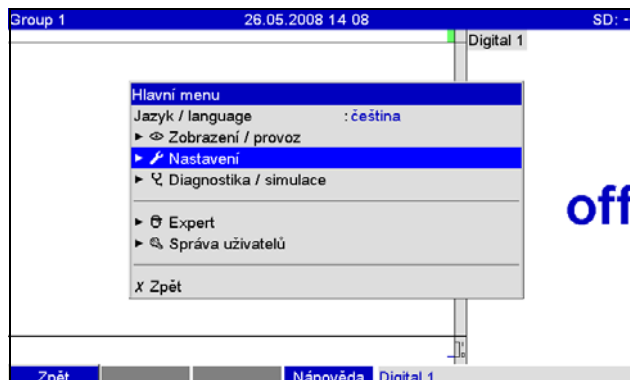 Group 1 26.05.2008 14 08 SD: -
Digital 1
Hlavní menu
Jazyk / language :čeština
Zobrazení / provoz
Nastavení
Diagnostika / simulace
off
Expert
Správa uživatelů
X Zpět
Zpět Nápověda Digital 1